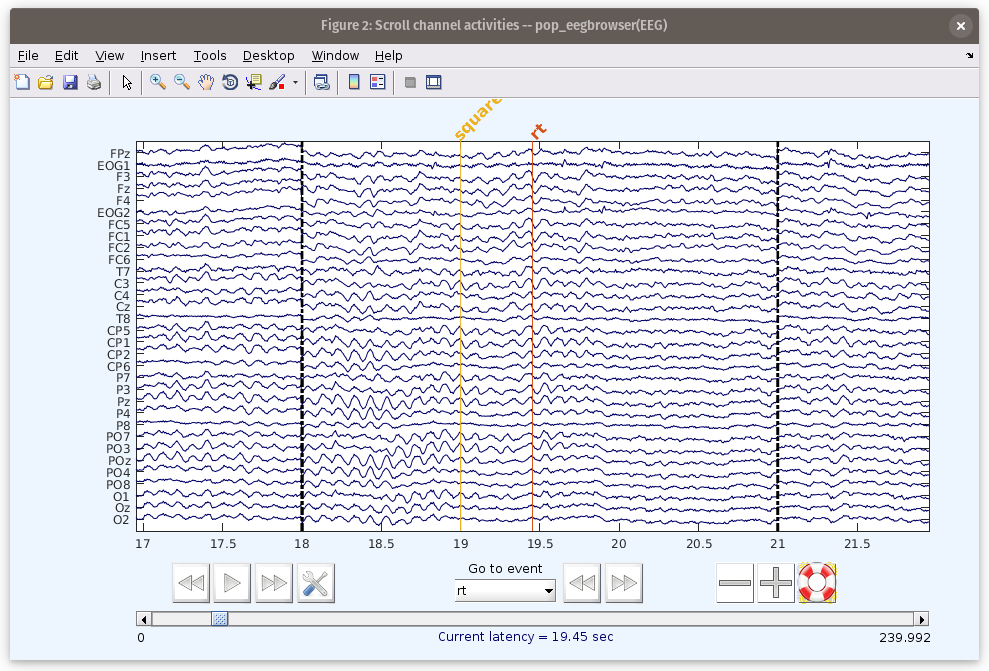 Figure 2: Scroll channel activities -- pop_eegbrowser(EEG)
File Edit View Insert Tools Desktop Window Help
square
rt
FPz
EOG1
F3
Fz
F4
EOG2
FC5
FC1
FC2
FC6
T7
C3
C4
Cz
T8
CP5
CP1
CP2
CP6
P7
P3
Pz
P4
P8
PO7
PO3
POz
PO4
PO8
O1
Oz
O2
17 17.5 18 18.5 19 19.5 20 20.5 21 21.5
Go to event
rt
0 Current latency = 19.45 sec 239.992